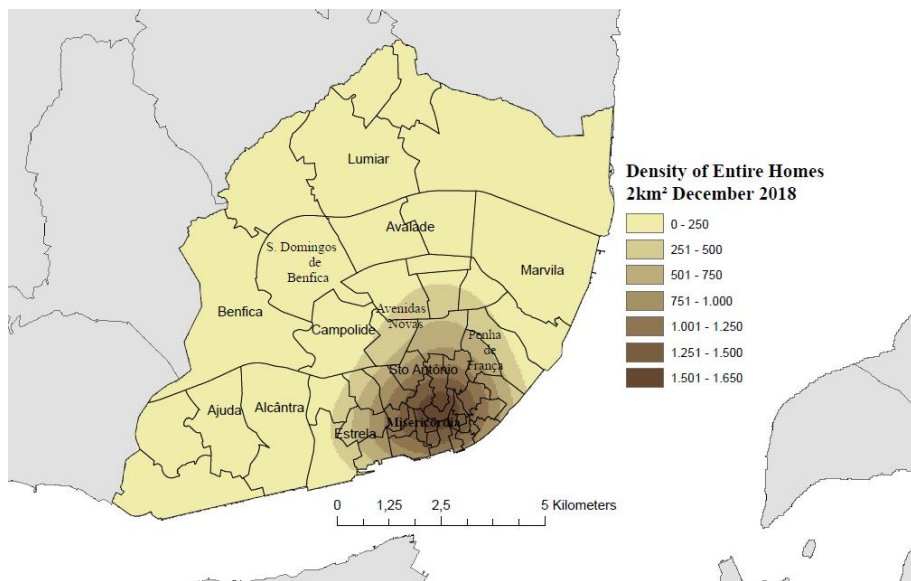 Lumiar
Avalade
S. Domingos
de
Benfica
Marvila
Benfica
Avenidas
Novas
Campolide
Penha
de
França
Sto António
Ajuda
Alcântra
Misericórdia
Estrela
0 1,25 2,5 5 Kilometers
Density of Entire Homes
2km² December 2018
0 - 250
251 - 500
501 - 750
751 - 1.000
1.001 - 1.250
1.251 - 1.500
1.501 - 1.650